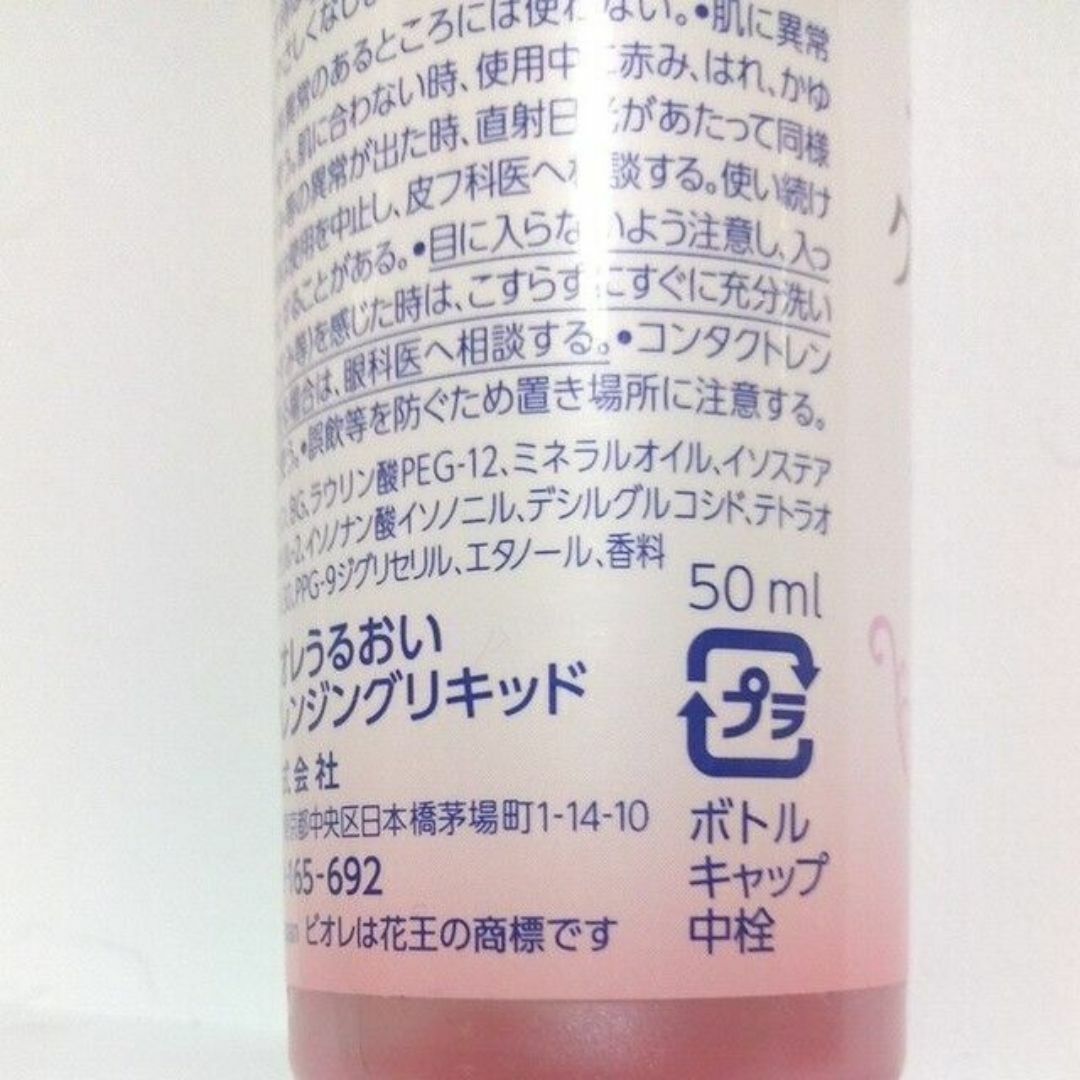 異常のあるところには使わない。•肌に異常
肌に合わない時、使用中に赤み、はれ、かゆ
の異常が出た時、直射日光があたって同様
使用を中止し、皮フ科医へ相談する。使い続け
ることがある。•目に入らないよう注意し、入っ
等)を感じた時は、こすらずにすぐに充分洗い
場合は、眼科医へ相談する。•コンタクトレン
•誤飲等を防ぐため置き場所に注意する。
BG、ラウリン酸PEG-12、ミネラルオイル、イソステア
-2、イソノナン酸イソノニル、デシルグルコシド、テトラオ
PPG-9ジグリセリル、エタノール、香料
50 ml
オレうるおい
レンジングリキッド
式会社
京都中央区日本橋茅場町1-14-10
-165-692
ビオレは花王の商標です
プラ
ボトル
キャップ
中栓